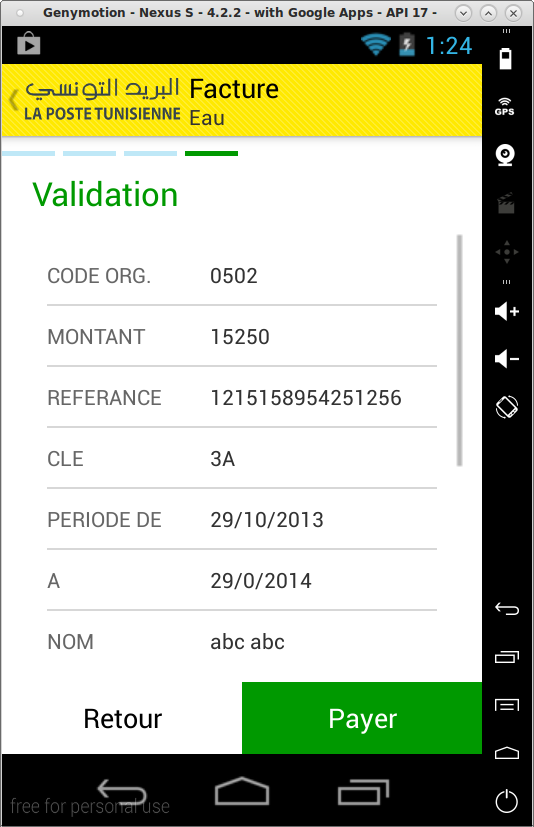 Genymotion - Nexus S - 4.2.2 - with Google Apps - API 17 -
1:24
البريد التونسي
LA POSTE TUNISIENNE
Facture
Eau
GPS
Validation
CODE ORG. 0502
MONTANT 15250
REFERANCE 1215158954251256
CLE 3A
PERIODE DE 29/10/2013
A 29/0/2014
NOM abc abc
Retour Payer
free for personal use